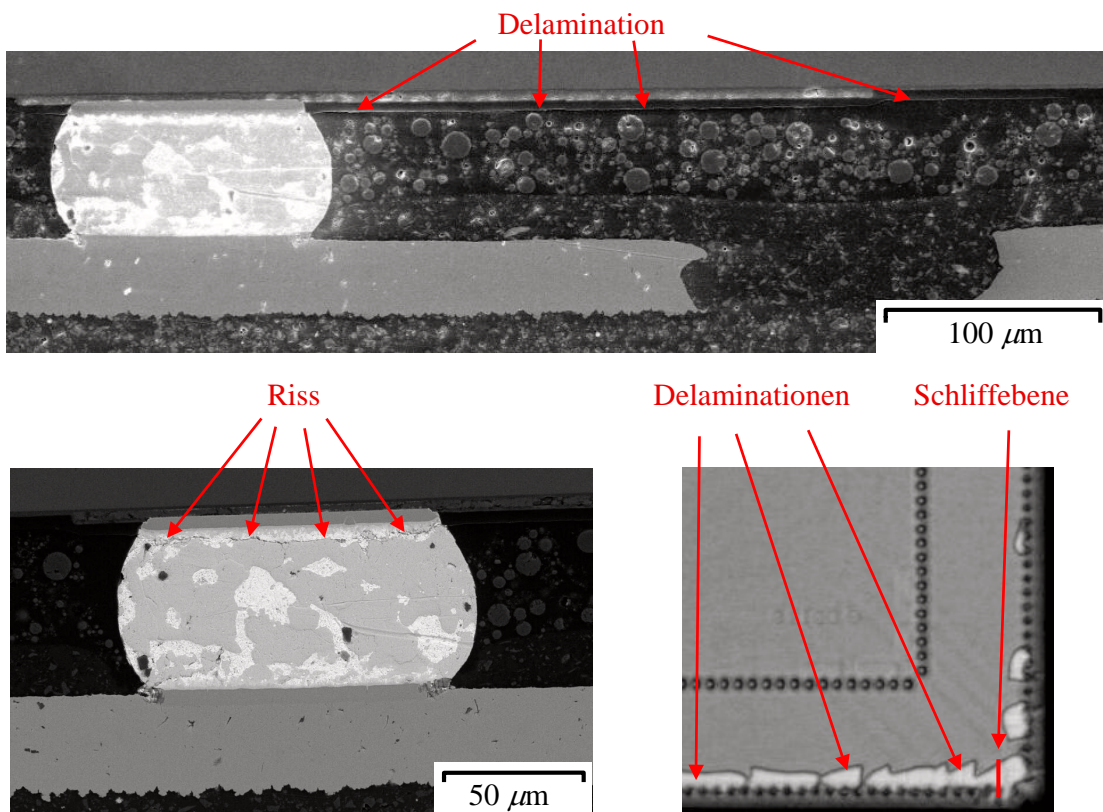 Delamination
100 μm
Riss
Delaminationen
Schliffebene
50 μm